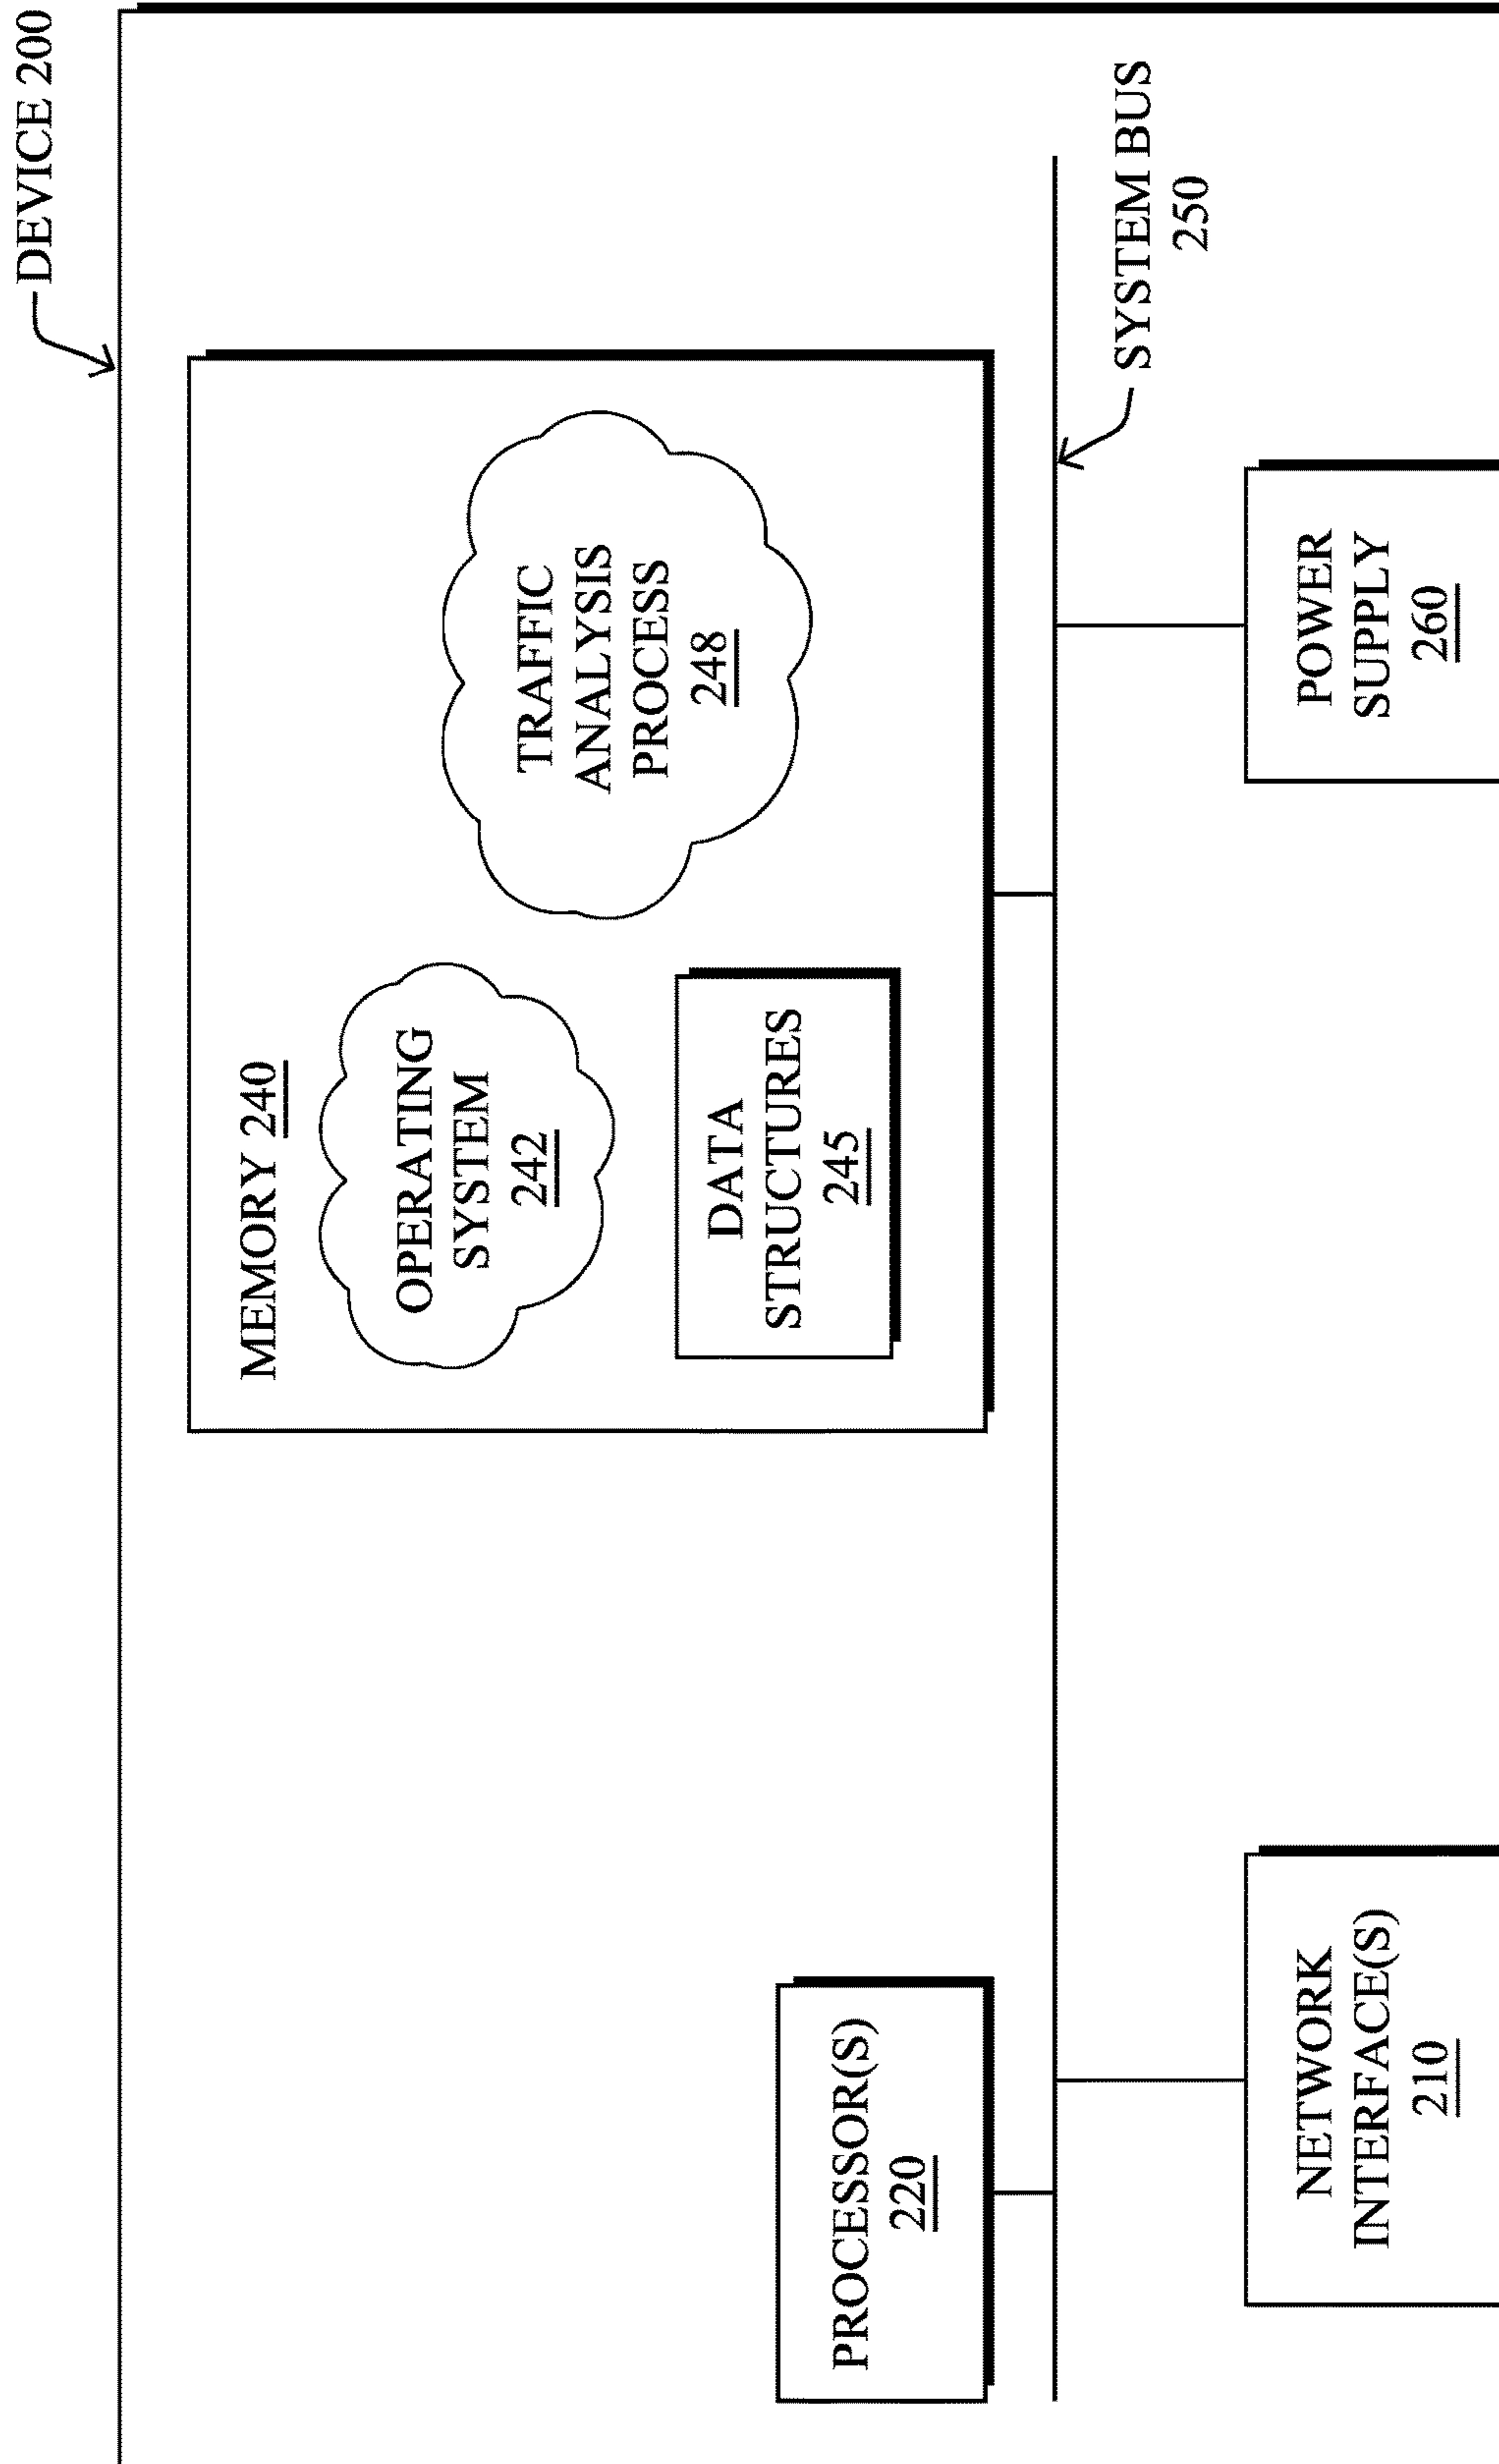 DEVICE 200
MEMORY 240
OPERATING
SYSTEM
242
TRAFFIC
ANALYSIS
PROCESS
248
DATA
STRUCTURES
245
PROCESSOR(S)
220
SYSTEM BUS
250
NETWORK
INTERFACE(S)
210
POWER
SUPPLY
260